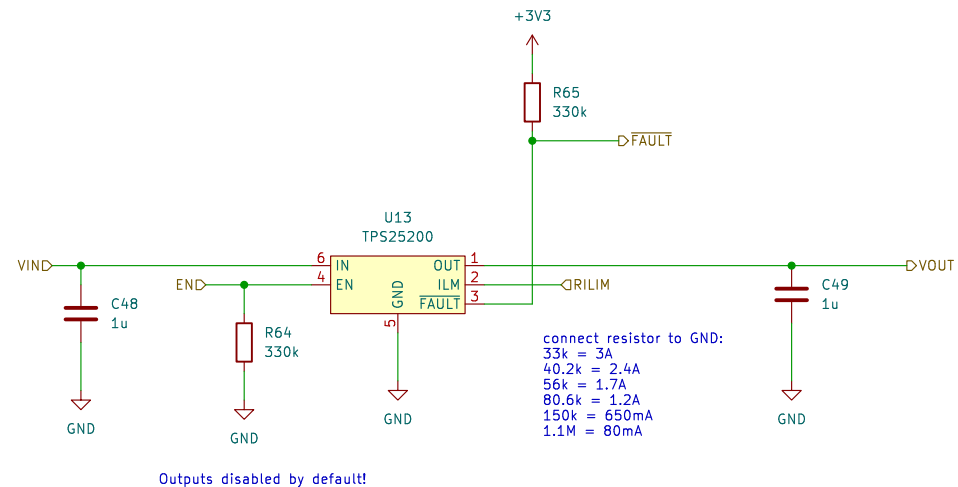 +3V3
R65
330k
FAULT
U13
TPS25200
VIN
6
IN
OUT
1
VOUT
EN
4
EN
ILM
2
RILIM
GND
FAULT
3
5
C48
1u
R64
330k
C49
1u
connect resistor to GND:
33k = 3A
40.2k = 2.4A
56k = 1.7A
80.6k = 1.2A
150k = 650mA
1.1M = 80mA
GND
GND
GND
GND
Outputs disabled by default!